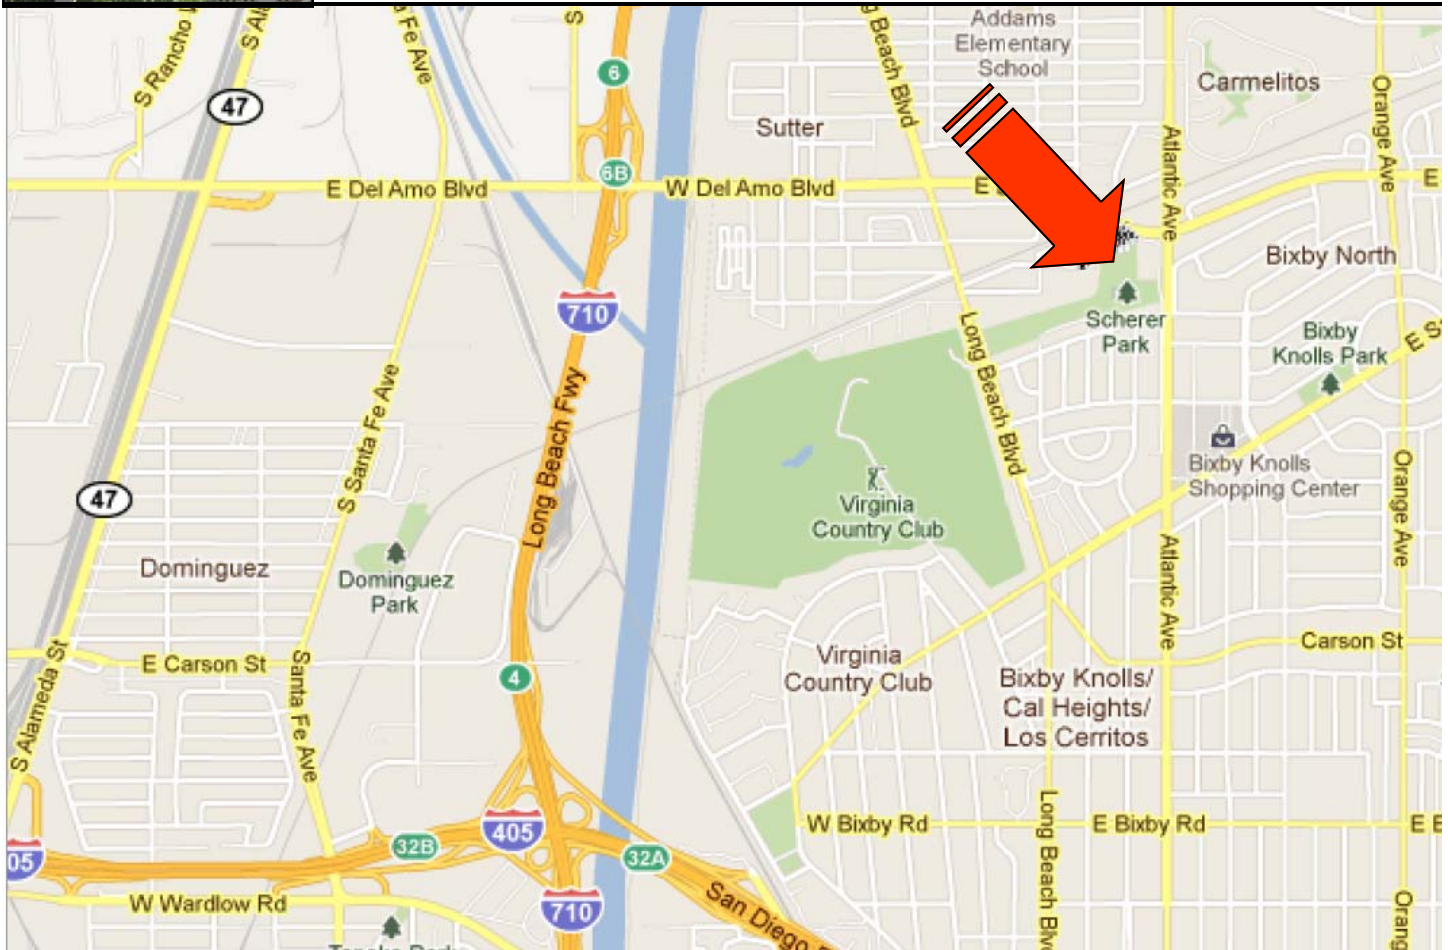 S Rancho
S Al
Fe Ave
S
6
g Beach Blvd
Addams
Elementary
School
Carmelitos
Orange Ave
47
Sutter
Atlantic Ave
6B
E Del Amo Blvd
W Del Amo Blvd
E
E
Bixby North
710
Scherer
Park
Long Beach Blvd
Bixby
Knolls Park
E S
S Santa Fe Ave
Long Beach Fwy
Bixby Knolls
Shopping Center
Orange Ave
47
Virginia
Country Club
Dominguez
Dominguez
Park
Atlantic Ave
E Carson St
Carson St
Santa Fe Ave
S Alameda St
4
Virginia
Country Club
Bixby Knolls/
Cal Heights/
Los Cerritos
W Bixby Rd
E Bixby Rd
E E
405
32B
32A
05
Long Beach Blv
W Wardlow Rd
710
San Diego
Orang